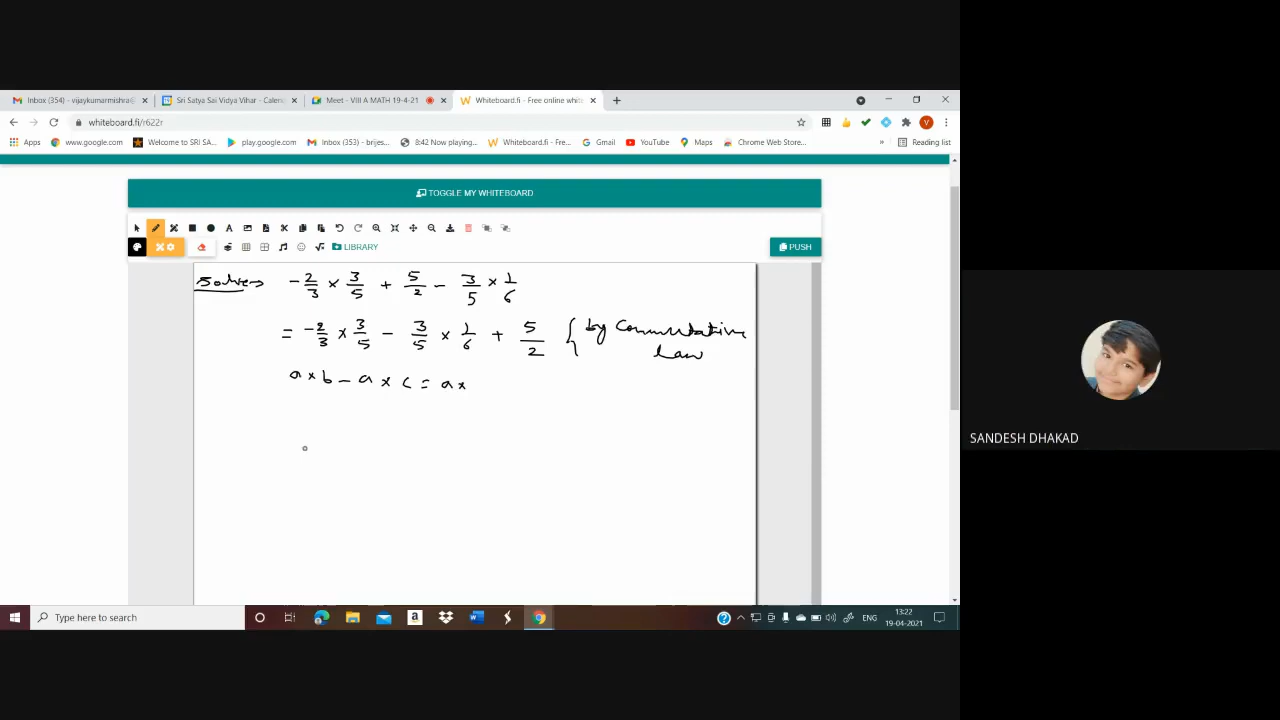 Inbox (354) - vijaykumarmishra@
Sri Satya Sai Vidya Vihar - Calend
Meet - VIII A MATH 19-4-21
Whiteboard.fi - Free online white
whiteboard.fi/r622r
Apps
www.google.com
Welcome to SRI SA...
play.google.com
Inbox (353) - brijes...
8:42 Now playing...
Whiteboard.fi - Fre...
Gmail
YouTube
Maps
Chrome Web Store...
»
Reading list
TOGGLE MY WHITEBOARD
LIBRARY
PUSH
Solve → -2/3 × 3/5 + 5/2 - 3/5 × 1/6
= -2/3 × 3/5 - 3/5 × 1/6 + 5/2 { by Commutative
law
a × b - a × c = a ×
SANDESH DHAKAD
Type here to search
ENG
13:22
19-04-2021